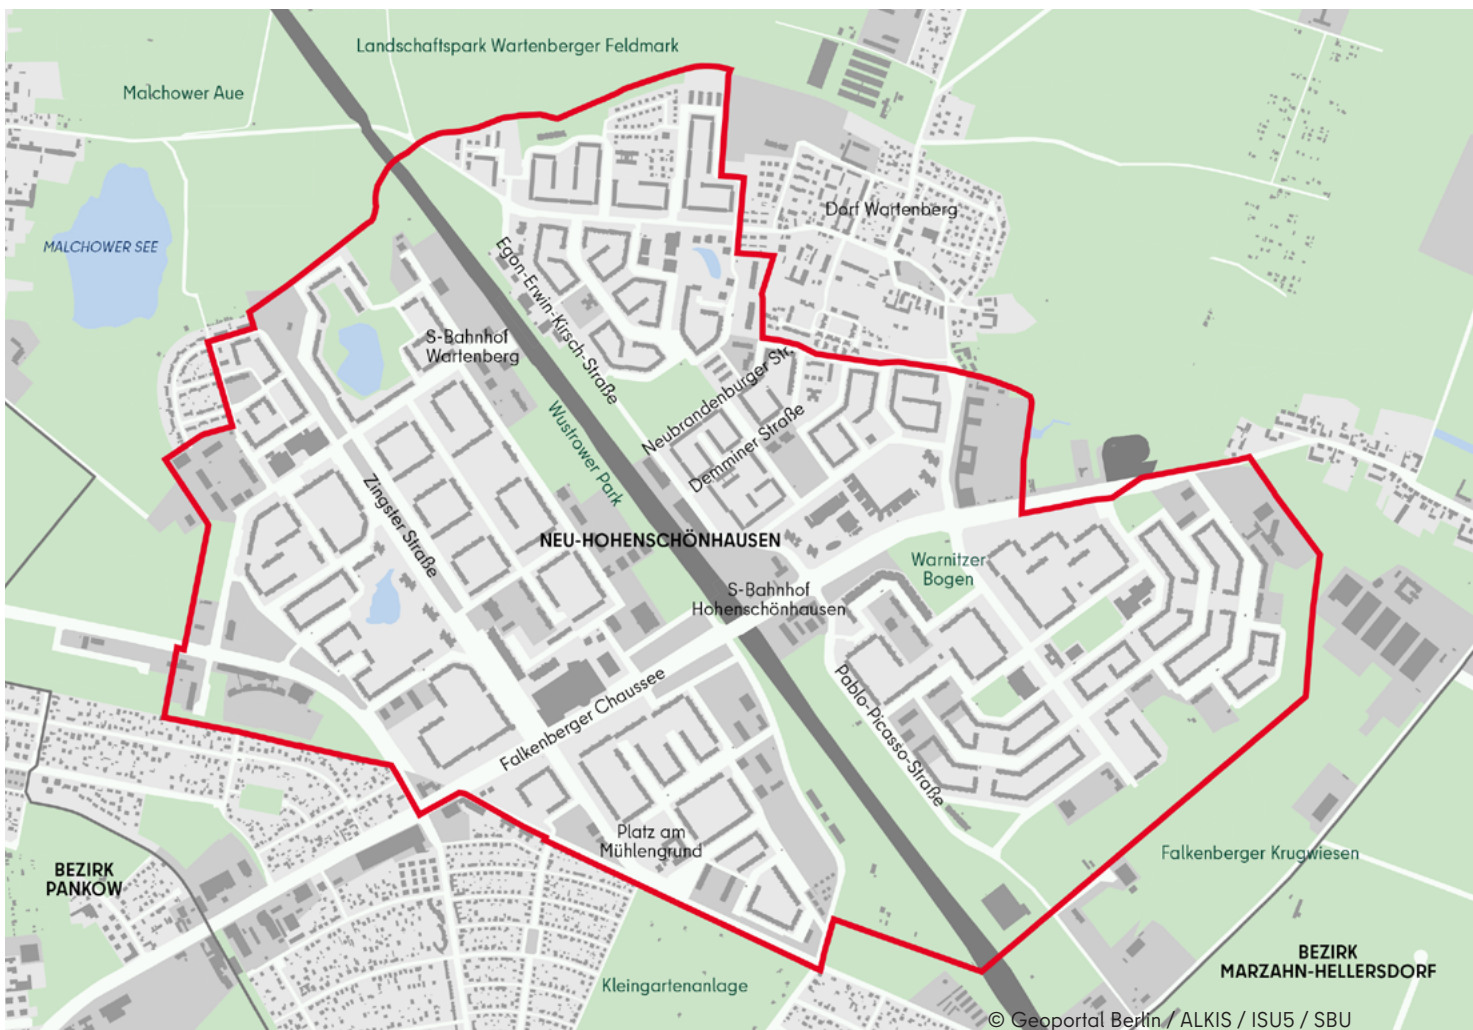 Landschaftspark Wartenberger Feldmark
Malchower Aue
Dorf Wartenberg
MALCHOWER SEE
Egon-Erwin-Kirsch-Straße
S-Bahnhof
Wartenberg
Neubrandenburger Str.
Demminer Straße
Wustrower Park
Zingster Straße
NEU-HOHENSCHÖNHAUSEN
Warnitzer
Bogen
S-Bahnhof
Hohenschönhausen
Pablo-Picasso-Straße
Falkenberger Chaussee
Platz am
Mühlengrund
Falkenberger Krugwiesen
BEZIRK
PANKOW
BEZIRK
MARZAHN-HELLERSDORF
Kleingartenanlage
© Geoportal Berlin / ALKIS / ISU5 / SBU